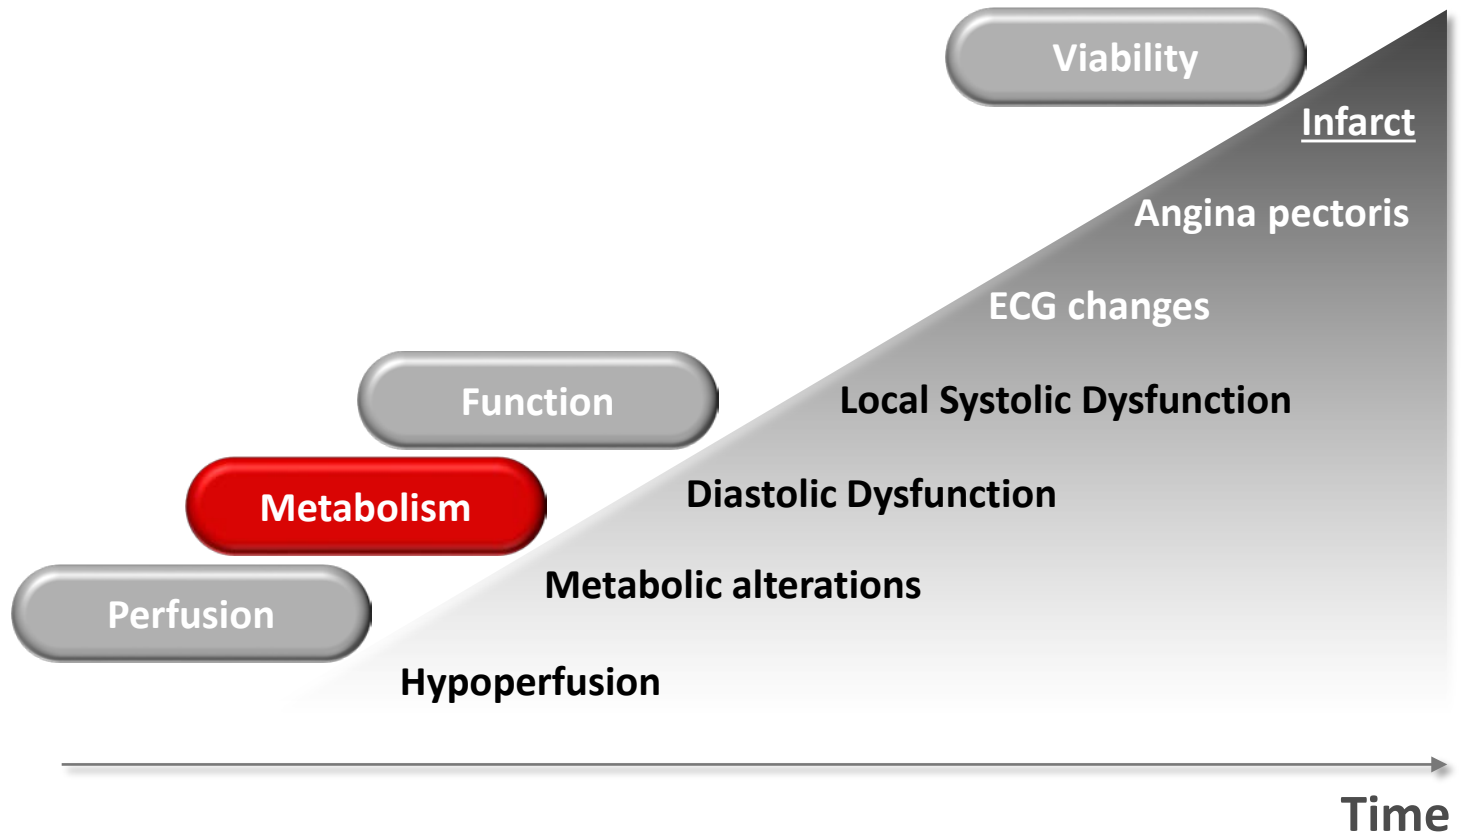 Viability
Infarct
Angina pectoris
ECG changes
Function
Local Systolic Dysfunction
Metabolism
Diastolic Dysfunction
Metabolic alterations
Perfusion
Hypoperfusion
Time